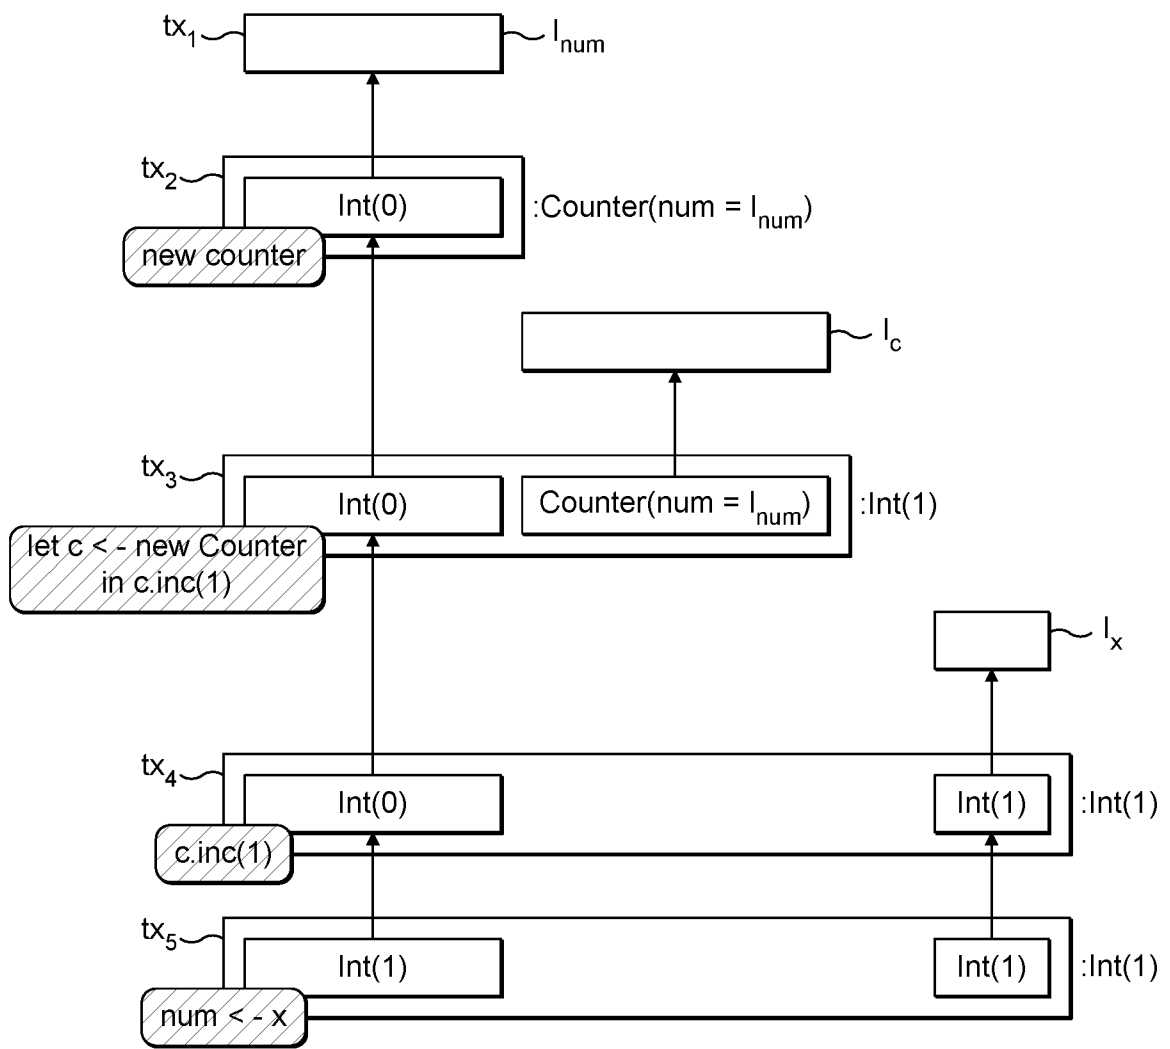 tx1
lnum
tx2
Int(0)
:Counter(num = lnum)
new counter
lc
tx3
Int(0)
Counter(num = lnum)
:Int(1)
let c < - new Counter
in c.inc(1)
lx
tx4
Int(0)
Int(1)
:Int(1)
c.inc(1)
tx5
Int(1)
Int(1)
:Int(1)
num < - x